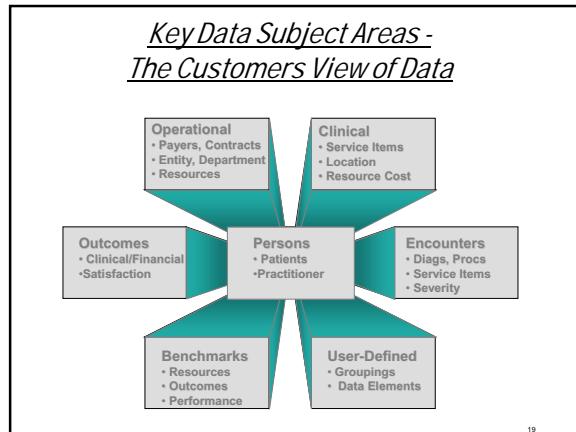 Key Data Subject Areas -
The Customers View of Data
Operational
• Payers, Contracts
• Entity, Department
• Resources
Clinical
• Service Items
• Location
• Resource Cost
Outcomes
• Clinical/Financial
•Satisfaction
Persons
• Patients
•Practitioner
Encounters
• Diags, Procs
• Service Items
• Severity
Benchmarks
• Resources
• Outcomes
• Performance
User-Defined
• Groupings
• Data Elements
19